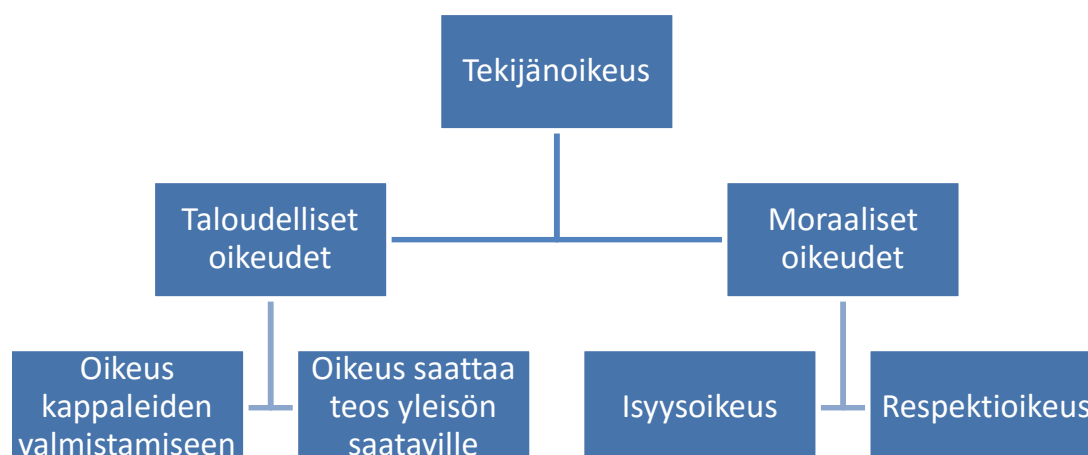 Tekijänoikeus
Taloudelliset
oikeudet
Moraaliset
oikeudet
Oikeus
kappaleiden
valmistamiseen
Oikeus saattaa
teos yleisön
saataville
Isyysoikeus
Respektioikeus